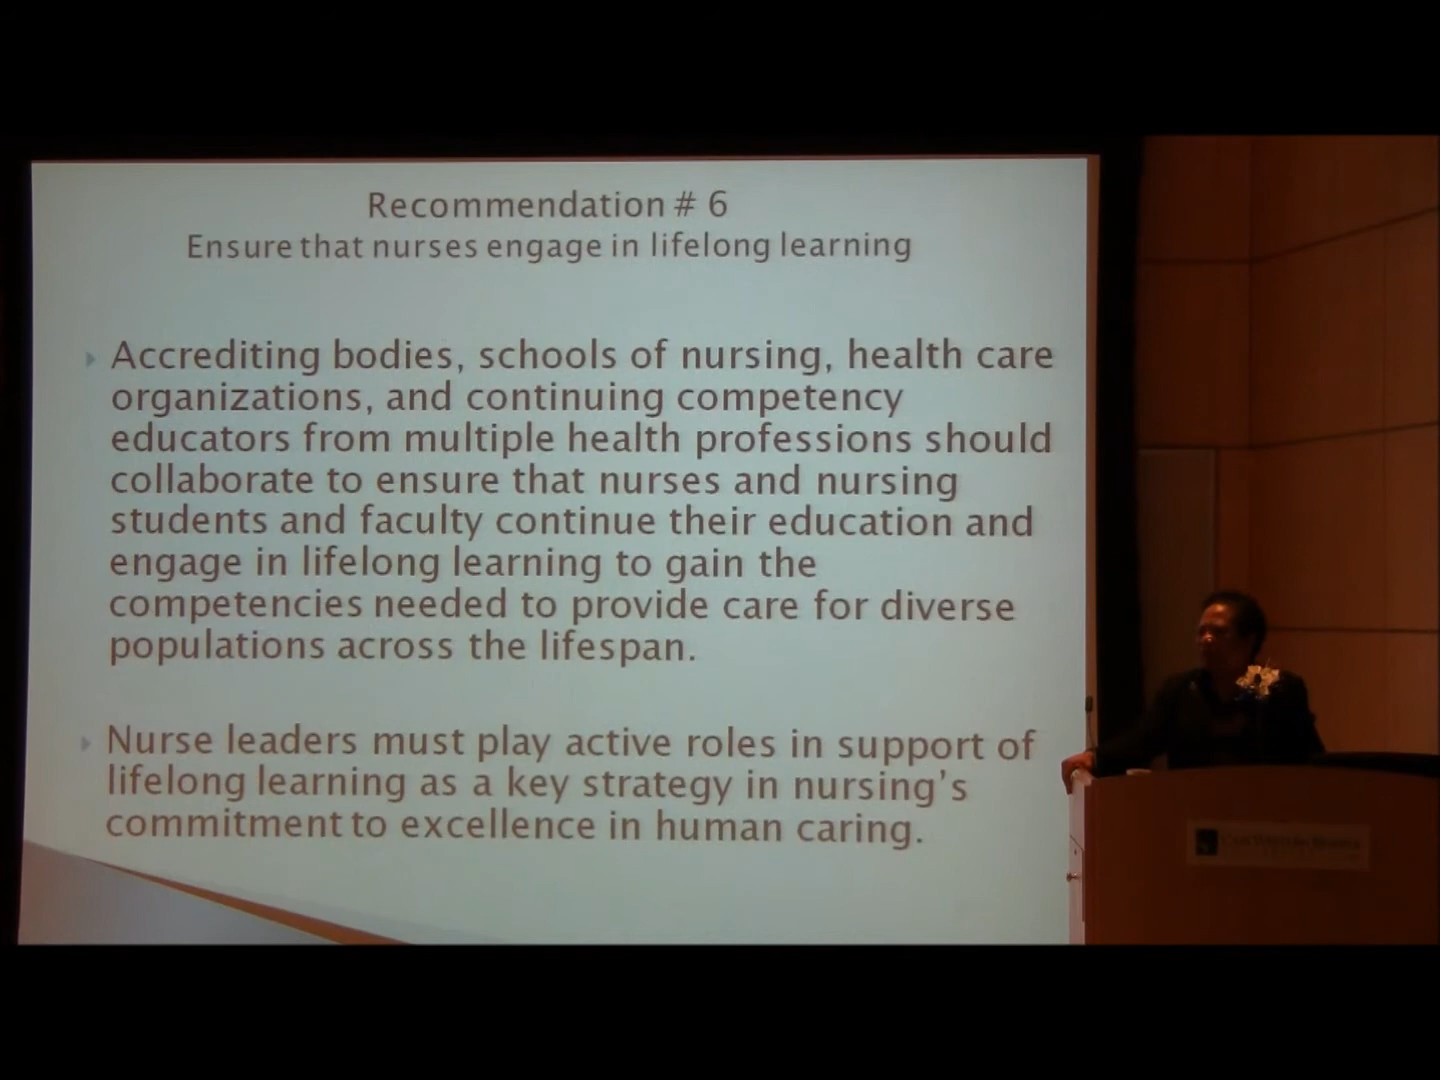 Recommendation # 6
Ensure that nurses engage in lifelong learning
Accrediting bodies, schools of nursing, health care
organizations, and continuing competency
educators from multiple health professions should
collaborate to ensure that nurses and nursing
students and faculty continue their education and
engage in lifelong learning to gain the
competencies needed to provide care for diverse
populations across the lifespan.
Nurse leaders must play active roles in support of
lifelong learning as a key strategy in nursing's
commitment to excellence in human caring.